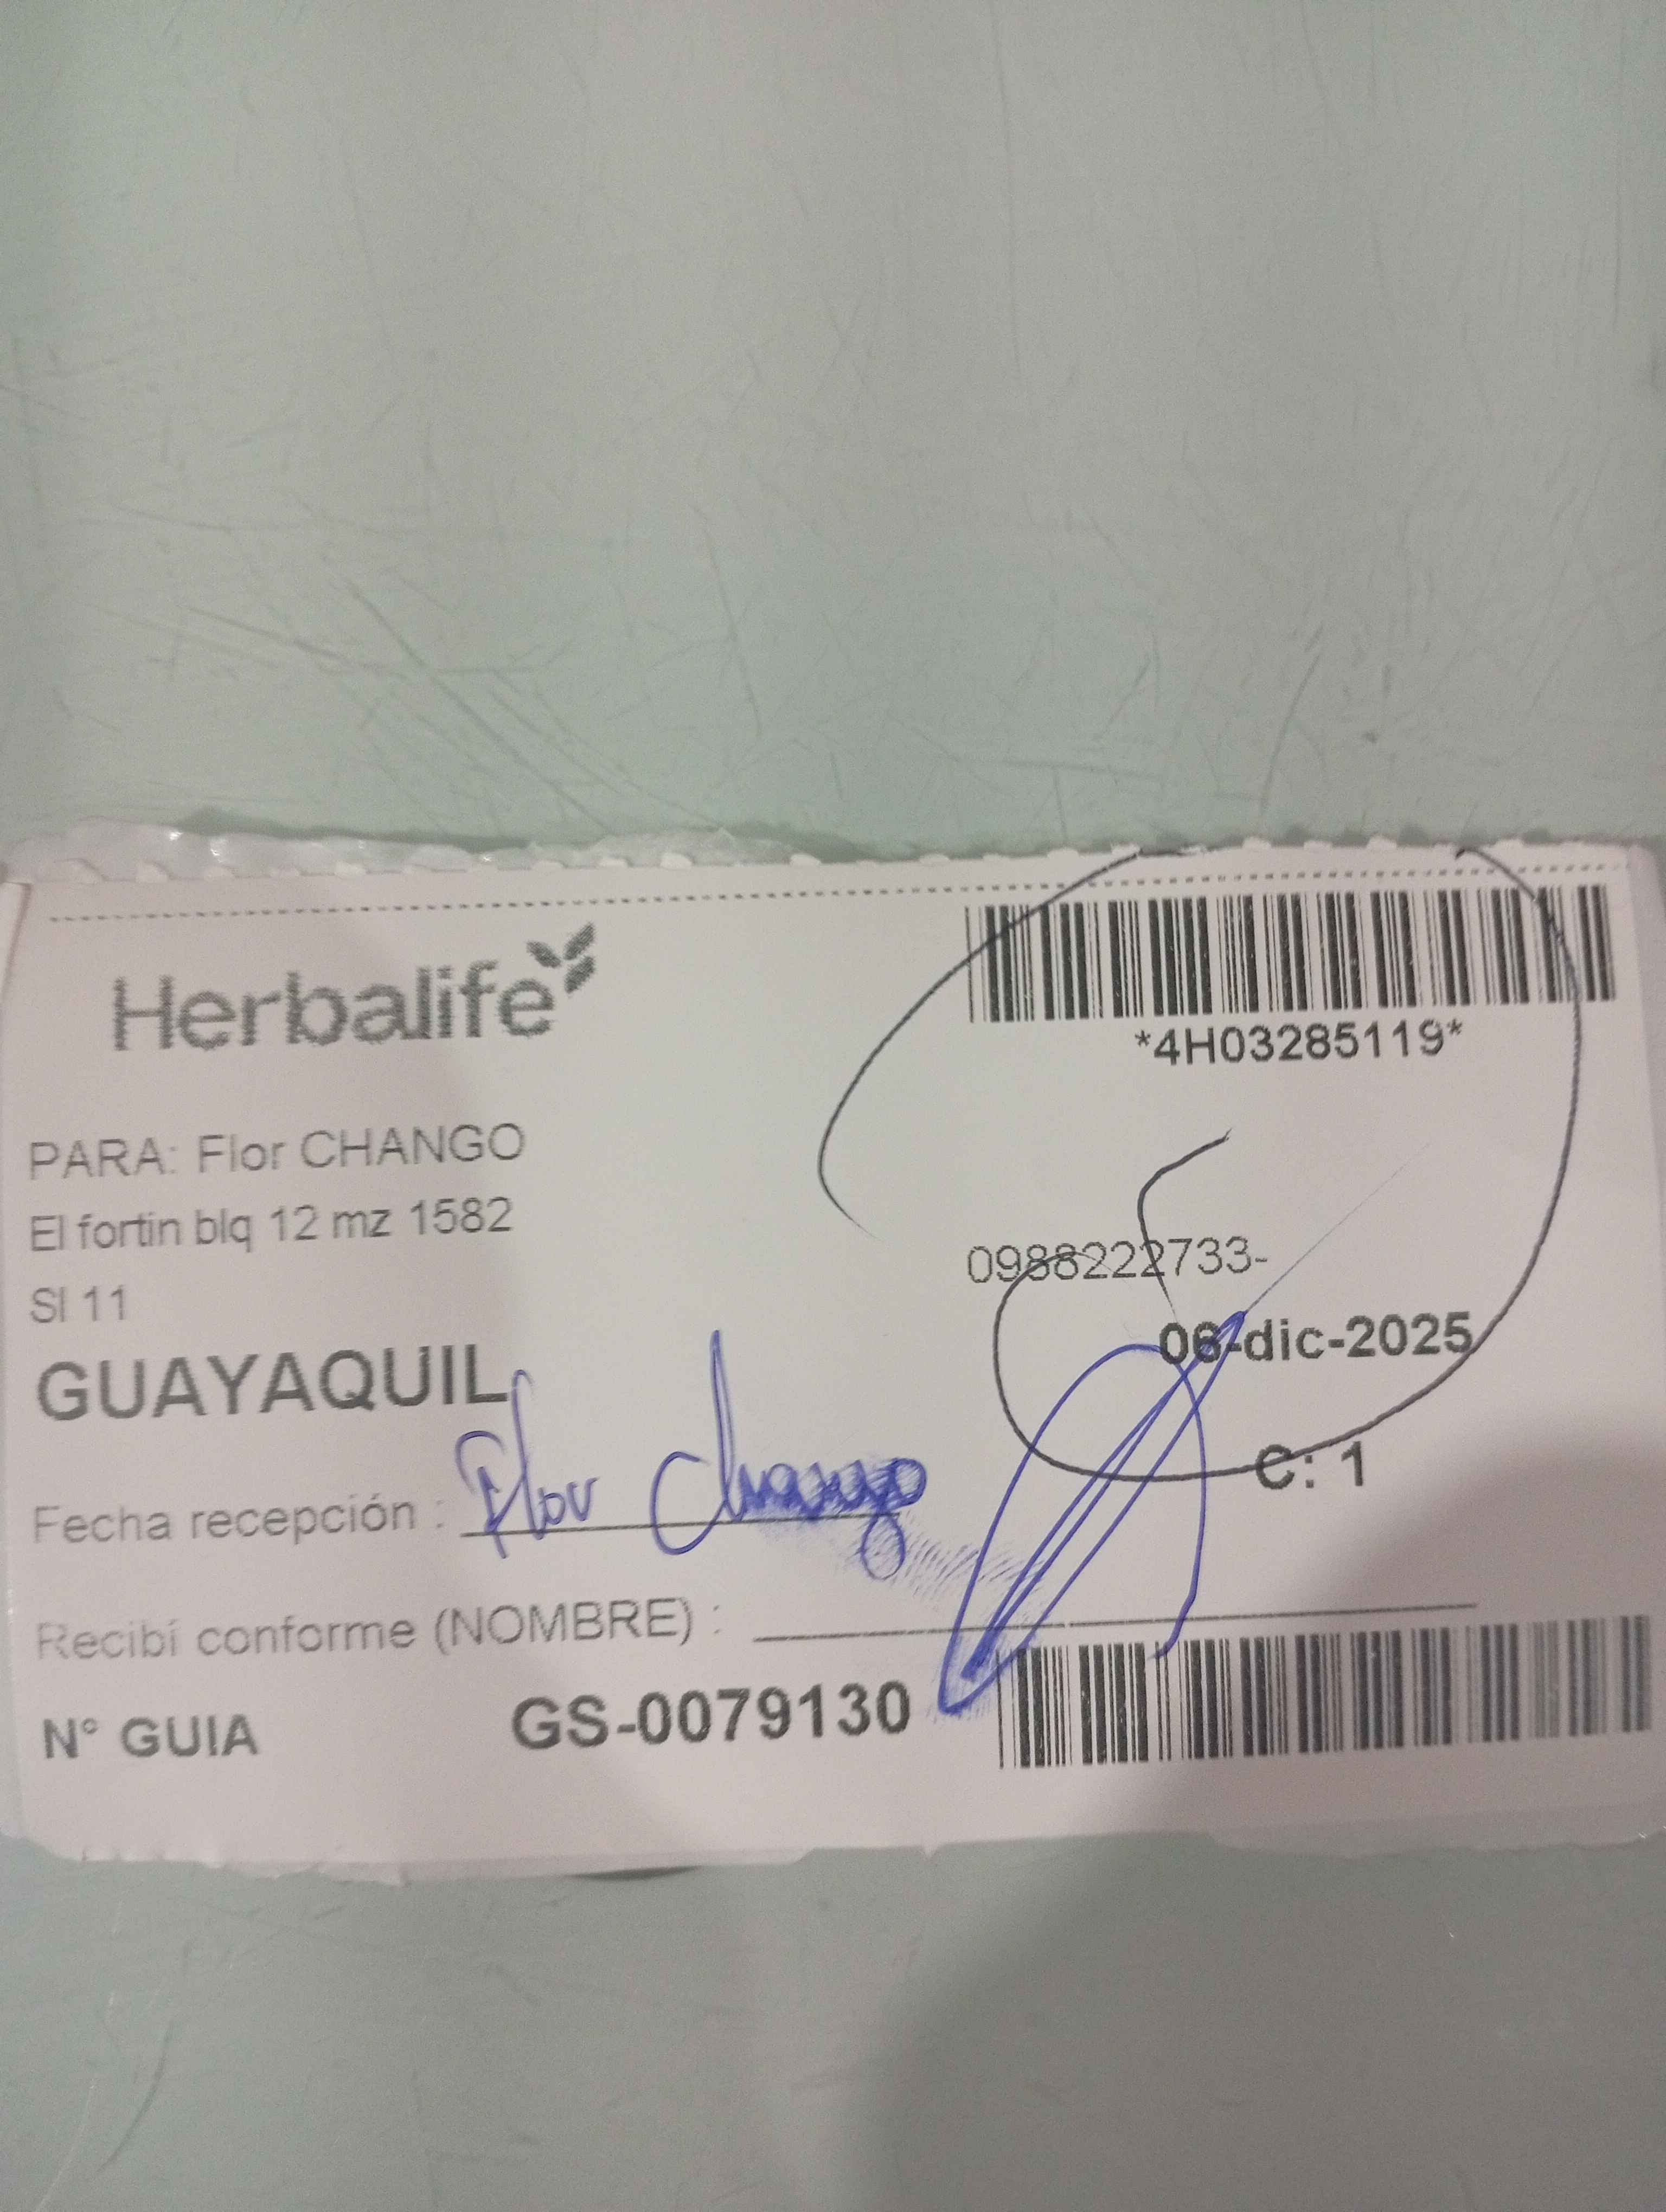 Herbalife
*4H03285119*
PARA: Flor CHANGO
El fortin blq 12 mz 1582
Sl 11
0988222733-
06-dic-2025
GUAYAQUIL
C: 1
Fecha recepción : Flor Chango
Recibí conforme (NOMBRE) :
N° GUIA GS-0079130